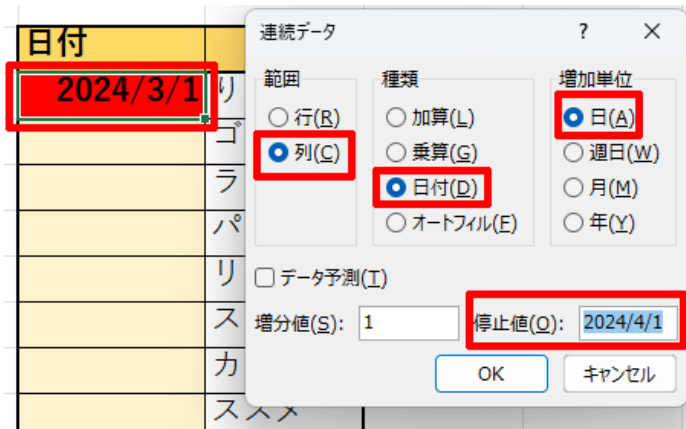 日付
2024/3/1
り
ゴ
ラ
パ
リ
ス
カ
スズメ
連続データ
? ×
範囲
行(R)
列(C)
種類
加算(L)
乗算(G)
日付(D)
オートフィル(F)
増加単位
日(A)
週日(W)
月(M)
年(Y)
データ予測(T)
増分値(S): 1
停止値(O): 2024/4/1
OK
キャンセル